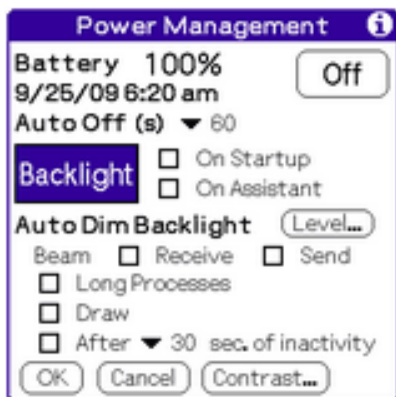 Power Management
Battery 100%
Off
9/25/09 6:20 am
Auto Off (s) 60
Backlight
On Startup
On Assistant
Auto Dim Backlight Level...
Beam Receive Send
Long Processes
Draw
After 30 sec. of inactivity
OK Cancel Contrast...